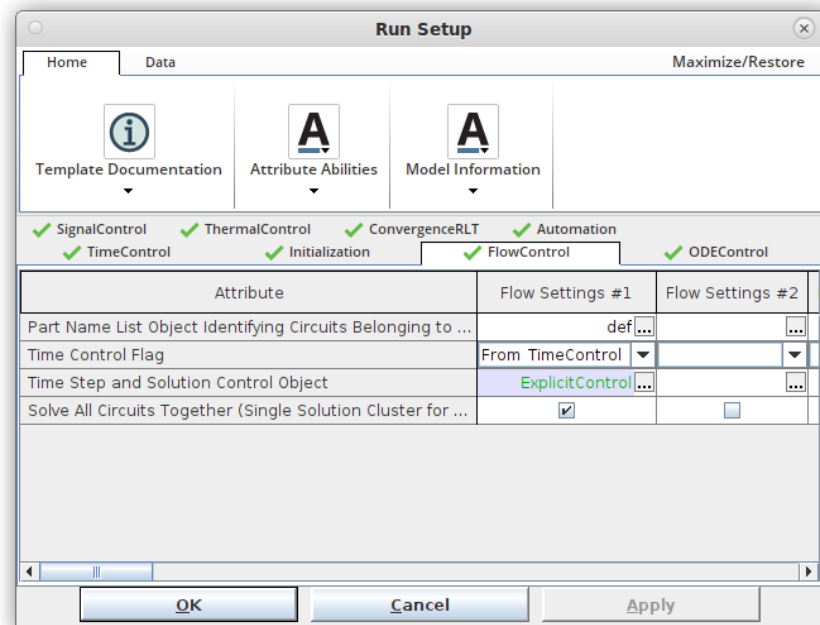 Run Setup
Home Data Maximize/Restore
Template Documentation Attribute Abilities Model Information
SignalControl ThermalControl ConvergenceRLT Automation
TimeControl Initialization FlowControl ODEControl
Attribute Flow Settings #1 Flow Settings #2
Part Name List Object Identifying Circuits Belonging to ... def ... ...
Time Control Flag From TimeControl
Time Step and Solution Control Object ExplicitControl ... ...
Solve All Circuits Together (Single Solution Cluster for ...
OK Cancel Apply